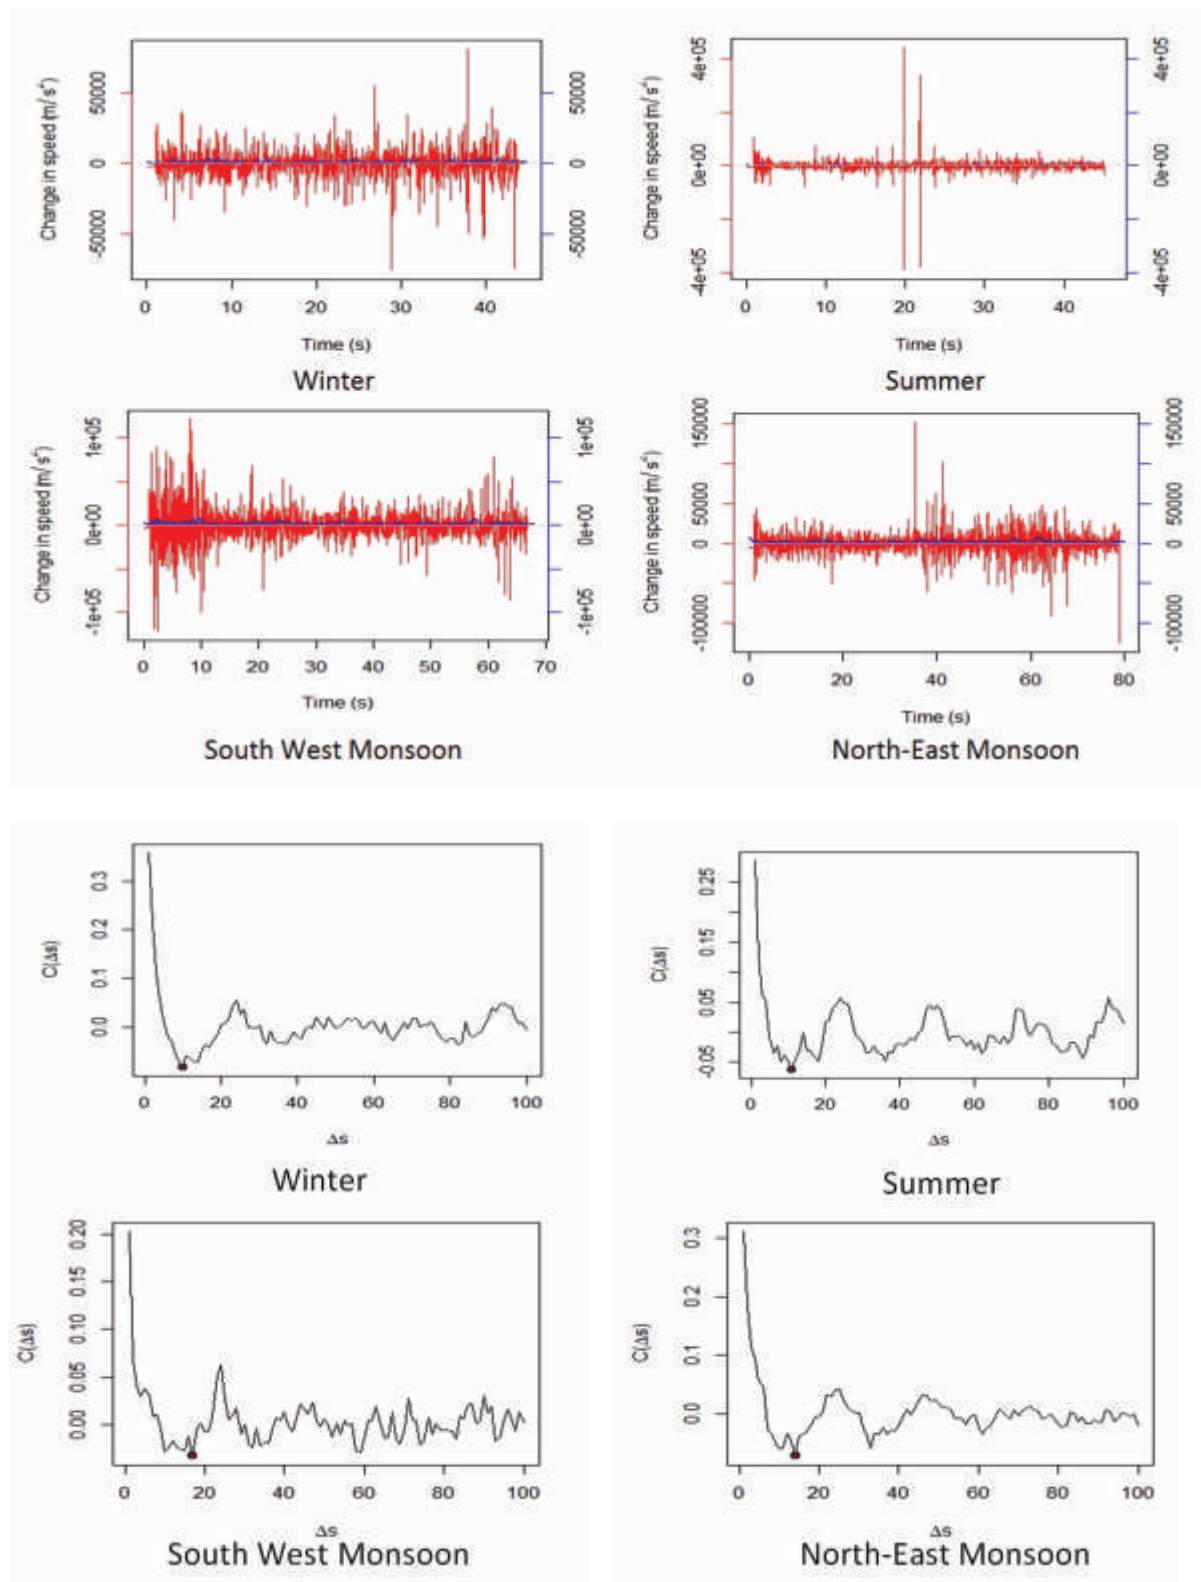 Change in speed (m/ s²)
50000
0
-50000
50000
0
-50000
0 10 20 30 40
Time (s)
Winter
Change in speed (m/ s²)
4e+05
0e+00
-4e+05
4e+05
0e+00
-4e+05
0 10 20 30 40
Time (s)
Summer
Change in speed (m/ s²)
1e+05
0e+00
-1e+05
1e+05
0e+00
-1e+05
0 10 20 30 40 50 60 70
Time (s)
South West Monsoon
Change in speed (m/ s²)
150000
50000
0
-100000
150000
50000
0
-100000
0 20 40 60 80
Time (s)
North-East Monsoon
C(Δs)
0.3
0.2
0.1
0.0
0 20 40 60 80 100
Δs
Winter
C(Δs)
0.25
0.15
0.05
-0.05
0 20 40 60 80 100
Δs
Summer
C(Δs)
0.20
0.15
0.10
0.05
0.00
0 20 40 60 80 100
Δs
South West Monsoon
C(Δs)
0.3
0.2
0.1
0.0
0 20 40 60 80 100
Δs
North-East Monsoon